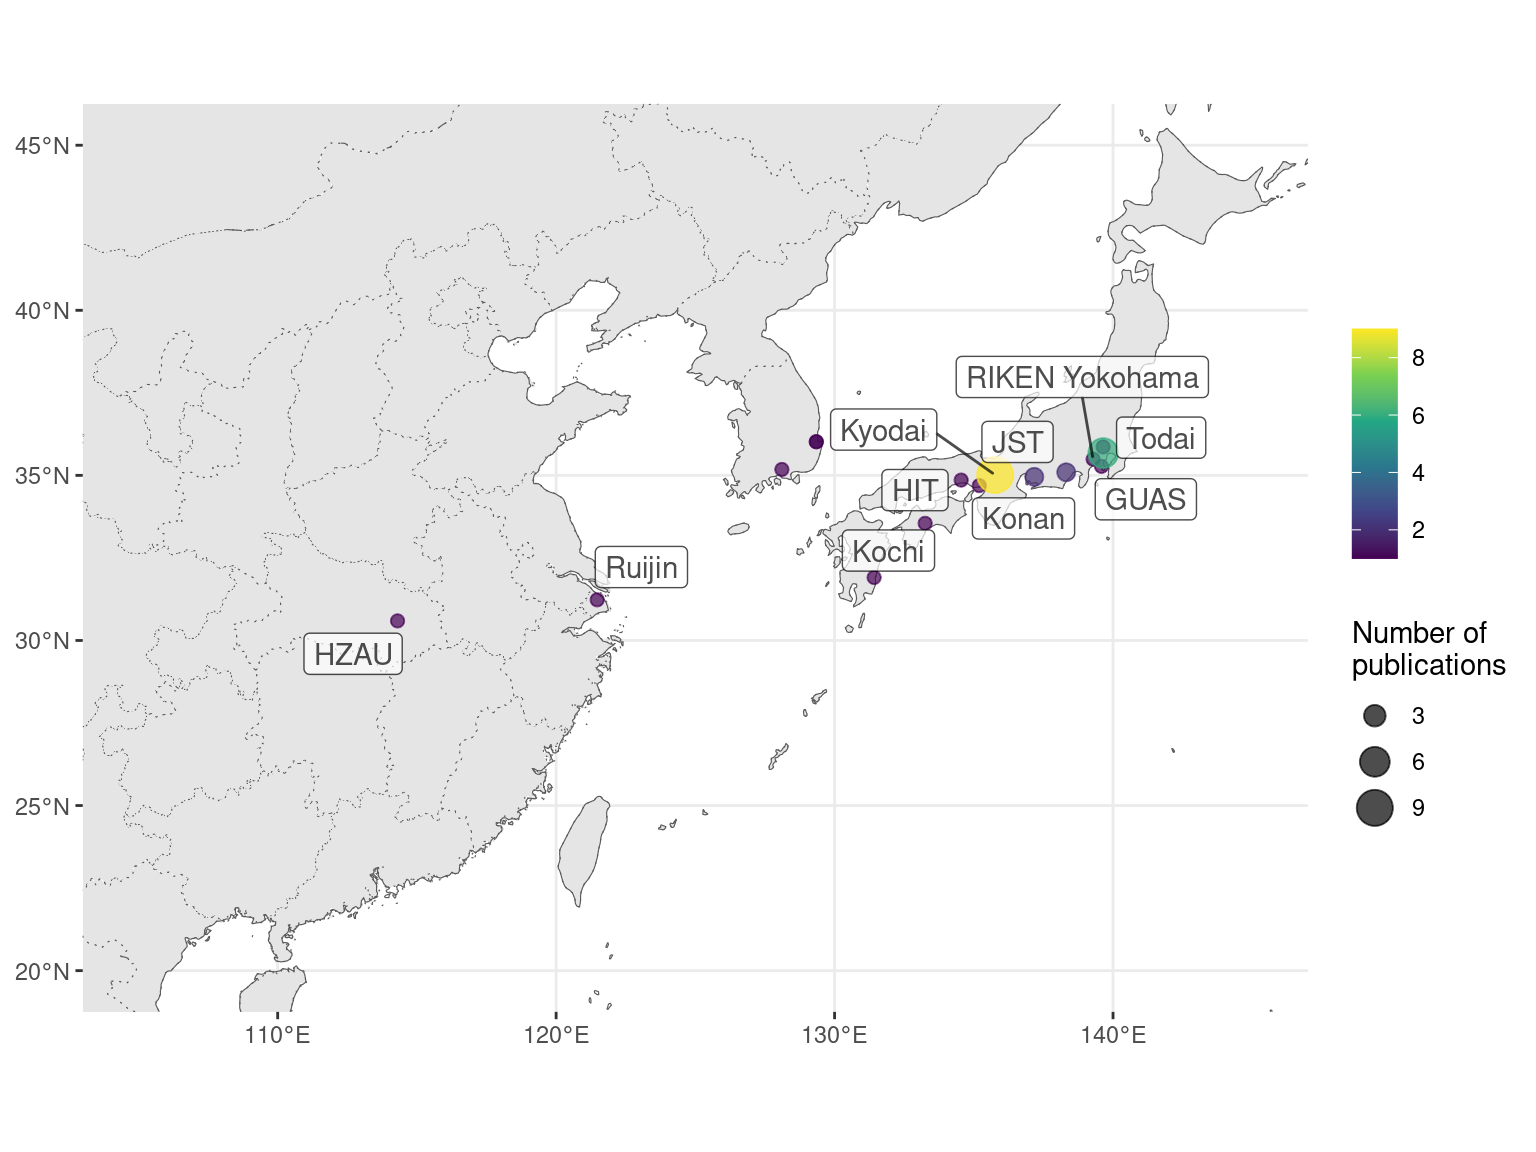 45°N
40°N
35°N
30°N
25°N
20°N
110°E
120°E
130°E
140°E
RIKEN Yokohama
Kyodai
JST
Todai
HIT
GUAS
Konan
Kochi
Ruijin
HZAU
8
6
4
2
Number of
publications
3
6
9